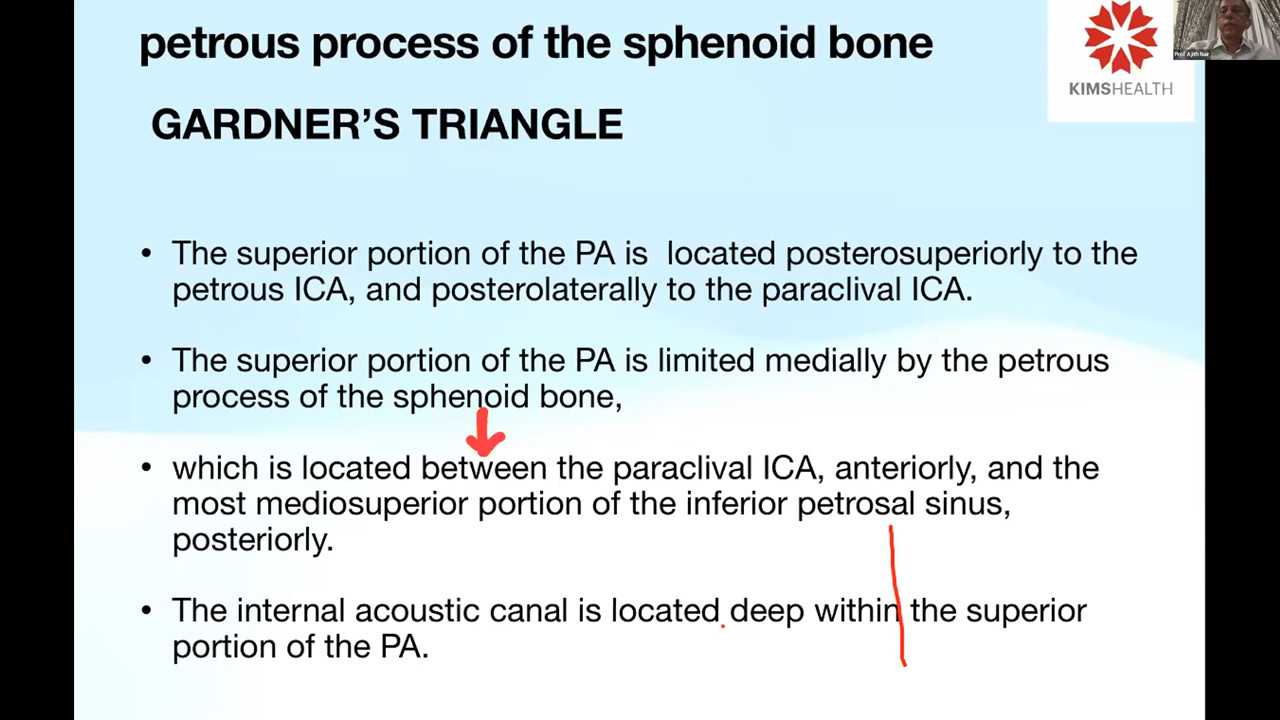 petrous process of the sphenoid bone
KIMSHEALTH
Prof Ajith Nair
GARDNER'S TRIANGLE
• The superior portion of the PA is located posterosuperiorly to the
petrous ICA, and posterolaterally to the paraclival ICA.
• The superior portion of the PA is limited medially by the petrous
process of the sphenoid bone,
• which is located between the paraclival ICA, anteriorly, and the
most mediosuperior portion of the inferior petrosal sinus,
posteriorly.
• The internal acoustic canal is located deep within the superior
portion of the PA.